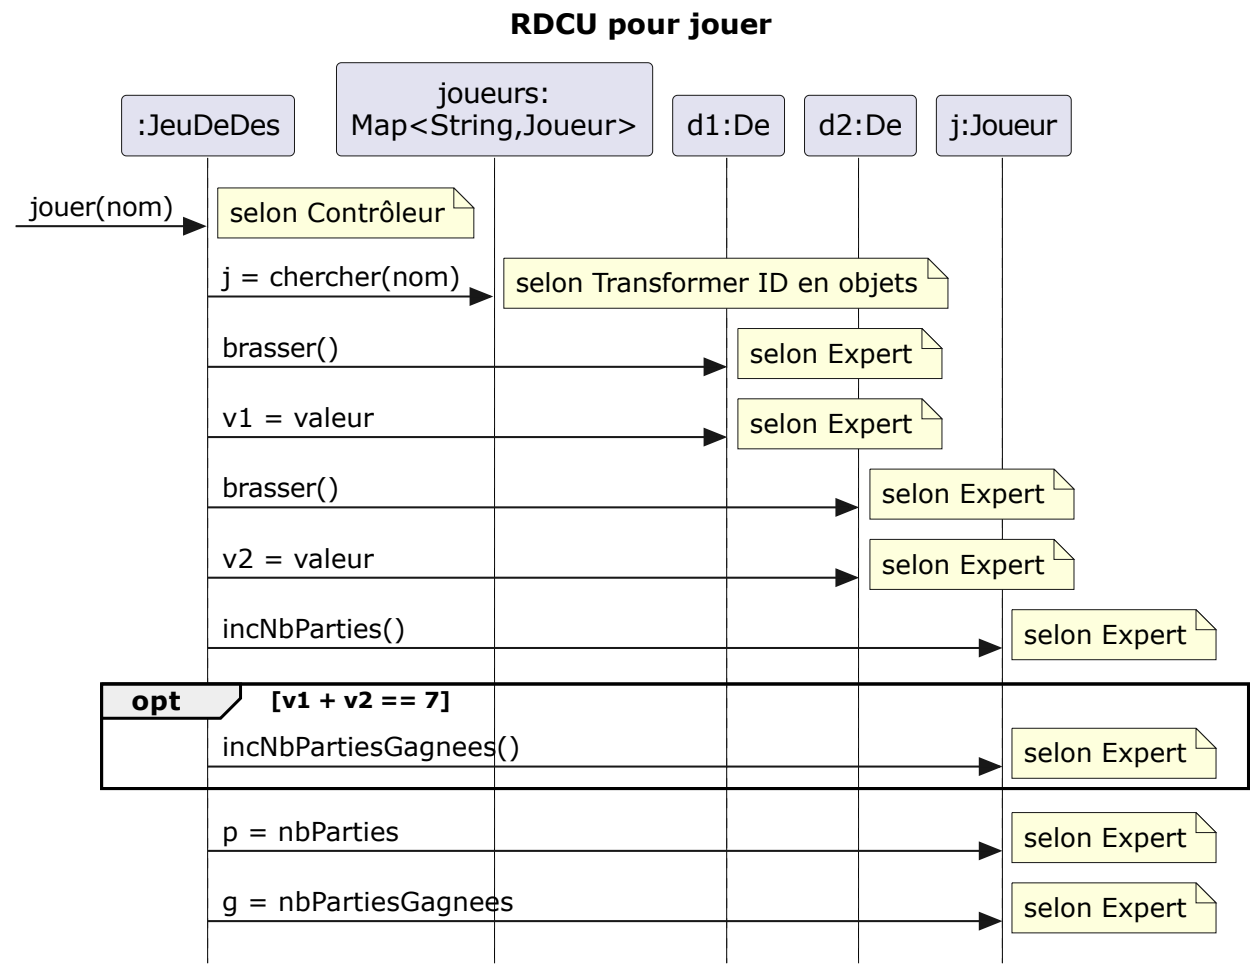 RDCU pour jouer
:JeuDeDes
joueurs:
Map<String,Joueur>
d1:De
d2:De
j:Joueur
jouer(nom)
selon Contrôleur
j = chercher(nom)
selon Transformer ID en objets
brasser()
selon Expert
v1 = valeur
selon Expert
brasser()
selon Expert
v2 = valeur
selon Expert
incNbParties()
selon Expert
opt
[v1 + v2 == 7]
incNbPartiesGagnees()
selon Expert
p = nbParties
selon Expert
g = nbPartiesGagnees
selon Expert